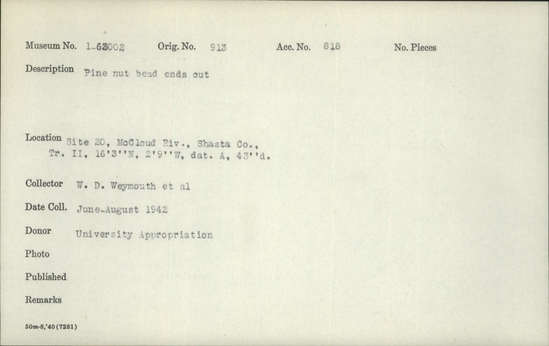 Museum No. 1-63002 Orig. No. 913 Acc. No. 818 No. Pieces
Description Pine nut bead ends cut
Location Site 20, McCloud Riv., Shasta Co.,
Tr. II, 16'3''N, 2'9''W, dat. A, 43''d.
Collector W. D. Weymouth et al
Date Coll. June-August 1942
Donor University Appropriation
Photo
Published
Remarks
50m-8,'40(7251)